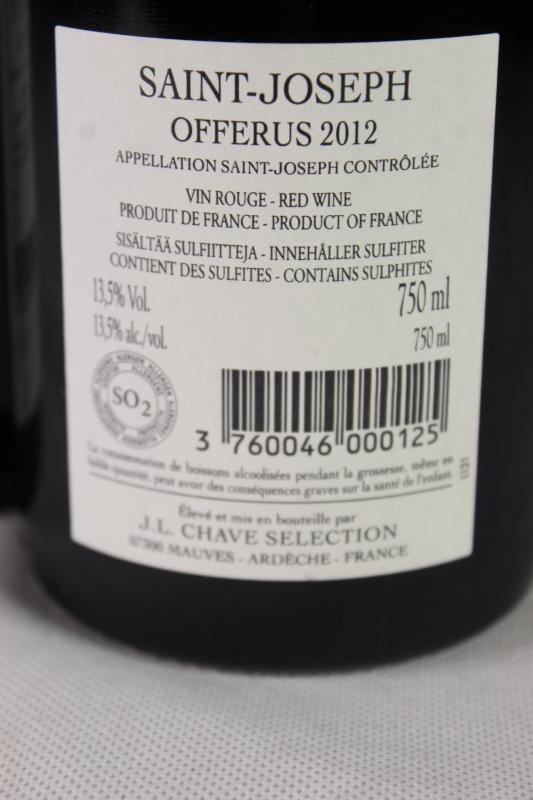 SAINT-JOSEPH
OFFERUS 2012
APPELLATION SAINT-JOSEPH CONTRÔLÉE
VIN ROUGE - RED WINE
PRODUIT DE FRANCE - PRODUCT OF FRANCE
SISÄLTÄÄ SULFIITTEJA - INNEHÅLLER SULFITER
CONTIENT DES SULFITES - CONTAINS SULPHITES
13,5% Vol.
750 ml
13,5% alc./vol.
750 ml
SO2
3 760046 000125
La consommation de boissons alcoolisées pendant la grossesse, même en
faible quantité, peut avoir des conséquences graves sur la santé de l'enfant.
Élevé et mis en bouteille par
J.L. CHAVE SELECTION
07300 MAUVES - ARDÈCHE - FRANCE